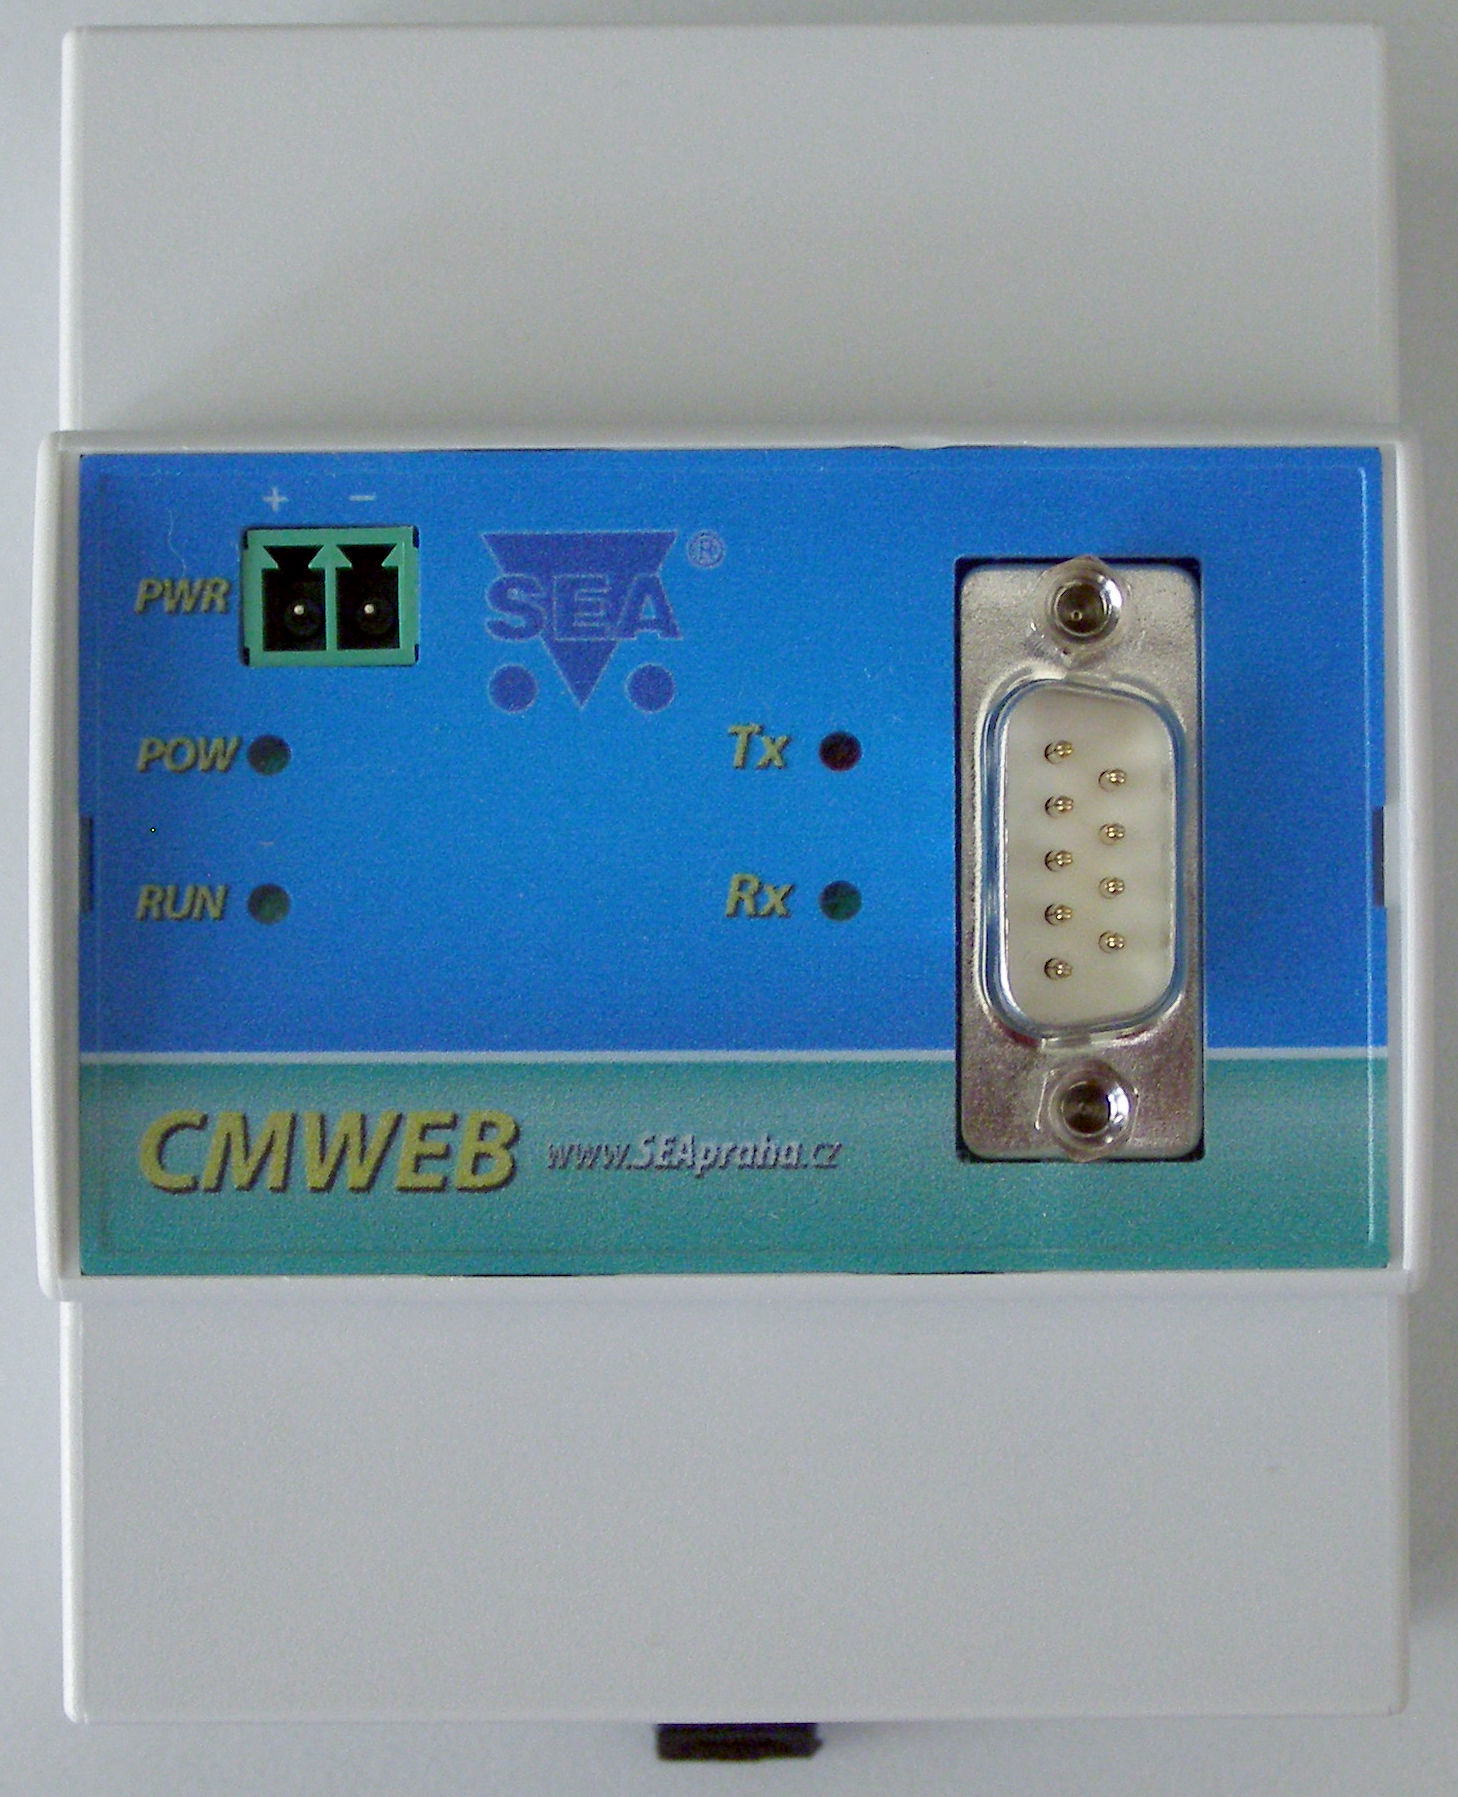 + −
PWR
SEA ®
POW
Tx
RUN
Rx
CMWEB www.SEApraha.cz